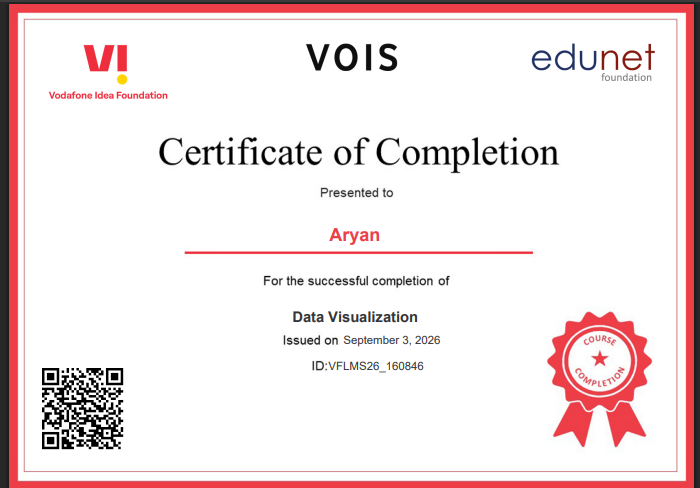 VI
Vodafone Idea Foundation
VOIS
edunet
foundation
Certificate of Completion
Presented to
Aryan
For the successful completion of
Data Visualization
Issued on September 3, 2026
ID:VFLMS26_160846
COURSE
COMPLETION